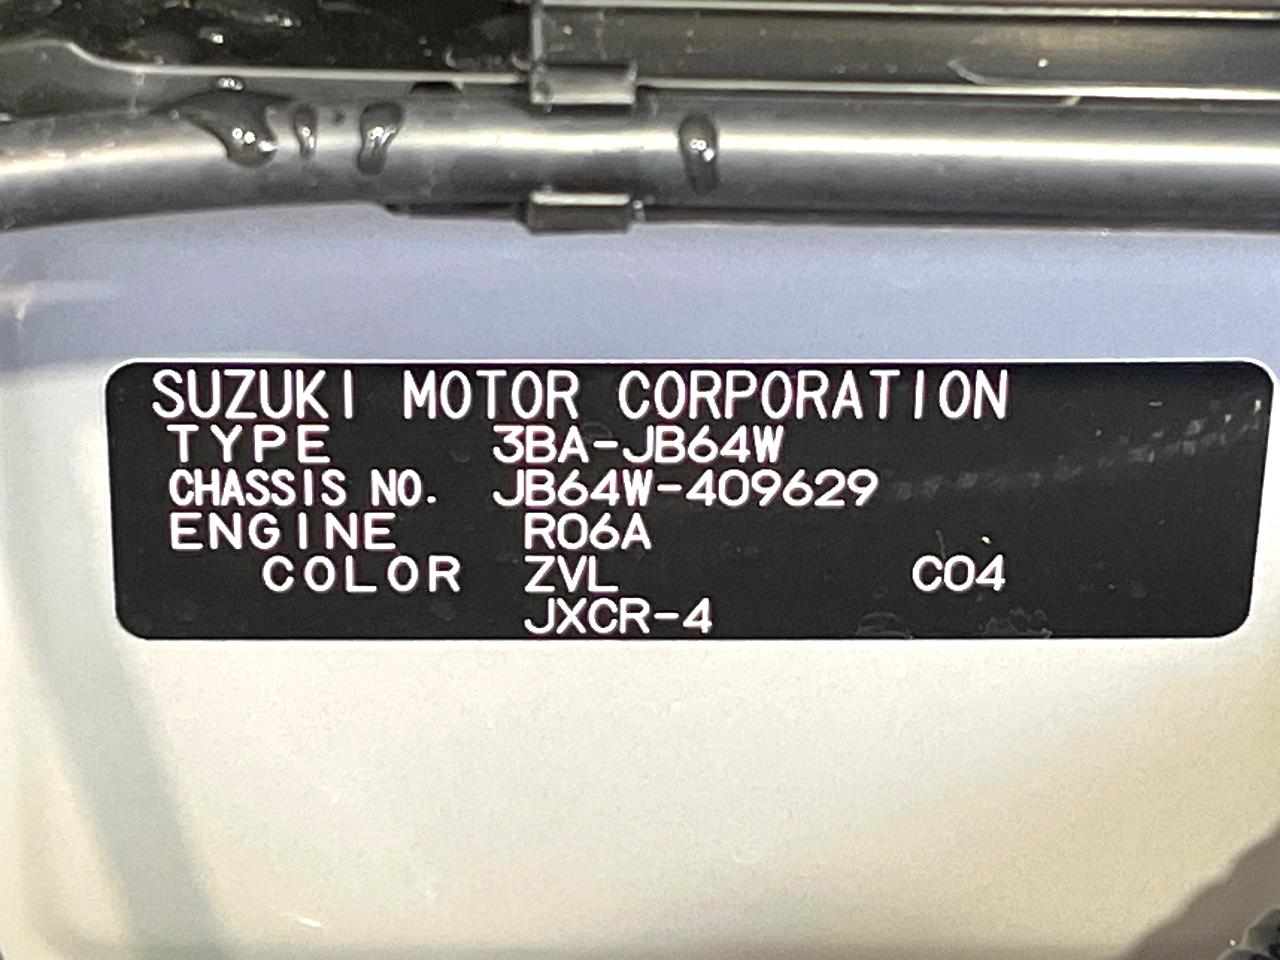 SUZUKI MOTOR CORPORATION
TYPE 3BA-JB64W
CHASSIS NO. JB64W-409629
ENGINE R06A
COLOR ZVL C04
JXCR-4